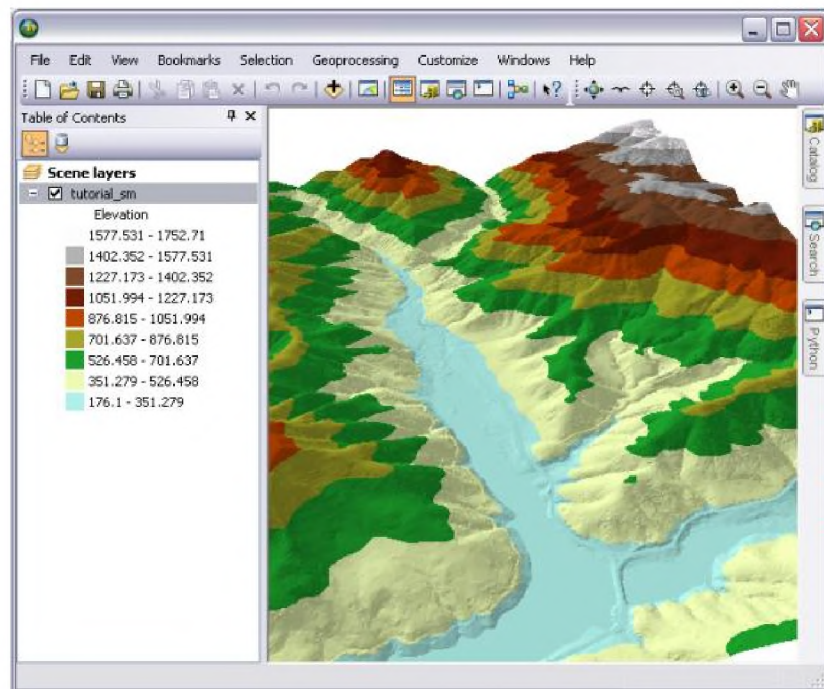 File Edit View Bookmarks Selection Geoprocessing Customize Windows Help
Table of Contents
Scene layers
tutorial_sm
Elevation
1577.531 - 1752.71
1402.352 - 1577.531
1227.173 - 1402.352
1051.994 - 1227.173
876.815 - 1051.994
701.637 - 876.815
526.458 - 701.637
351.279 - 526.458
176.1 - 351.279
Catalog
Search
Python